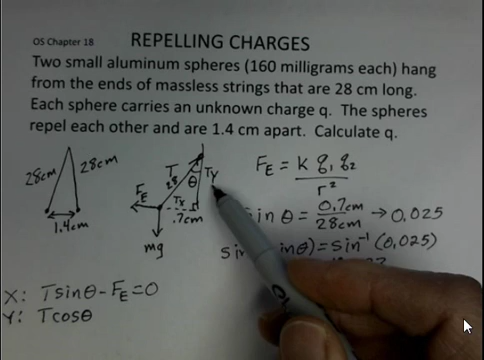 OS Chapter 18 REPELLING CHARGES
Two small aluminum spheres (160 milligrams each) hang
from the ends of massless strings that are 28 cm long.
Each sphere carries an unknown charge q. The spheres
repel each other and are 1.4 cm apart. Calculate q.
28cm 28cm
1.4cm
T
28
θ
Ty
Tx
FE
.7cm
mg
FE = K q1 q2
r²
in θ = 0.7cm → 0.025
28cm
sin θ) = sin⁻¹ (0.025)
X: Tsinθ - FE = 0
Y: Tcosθ